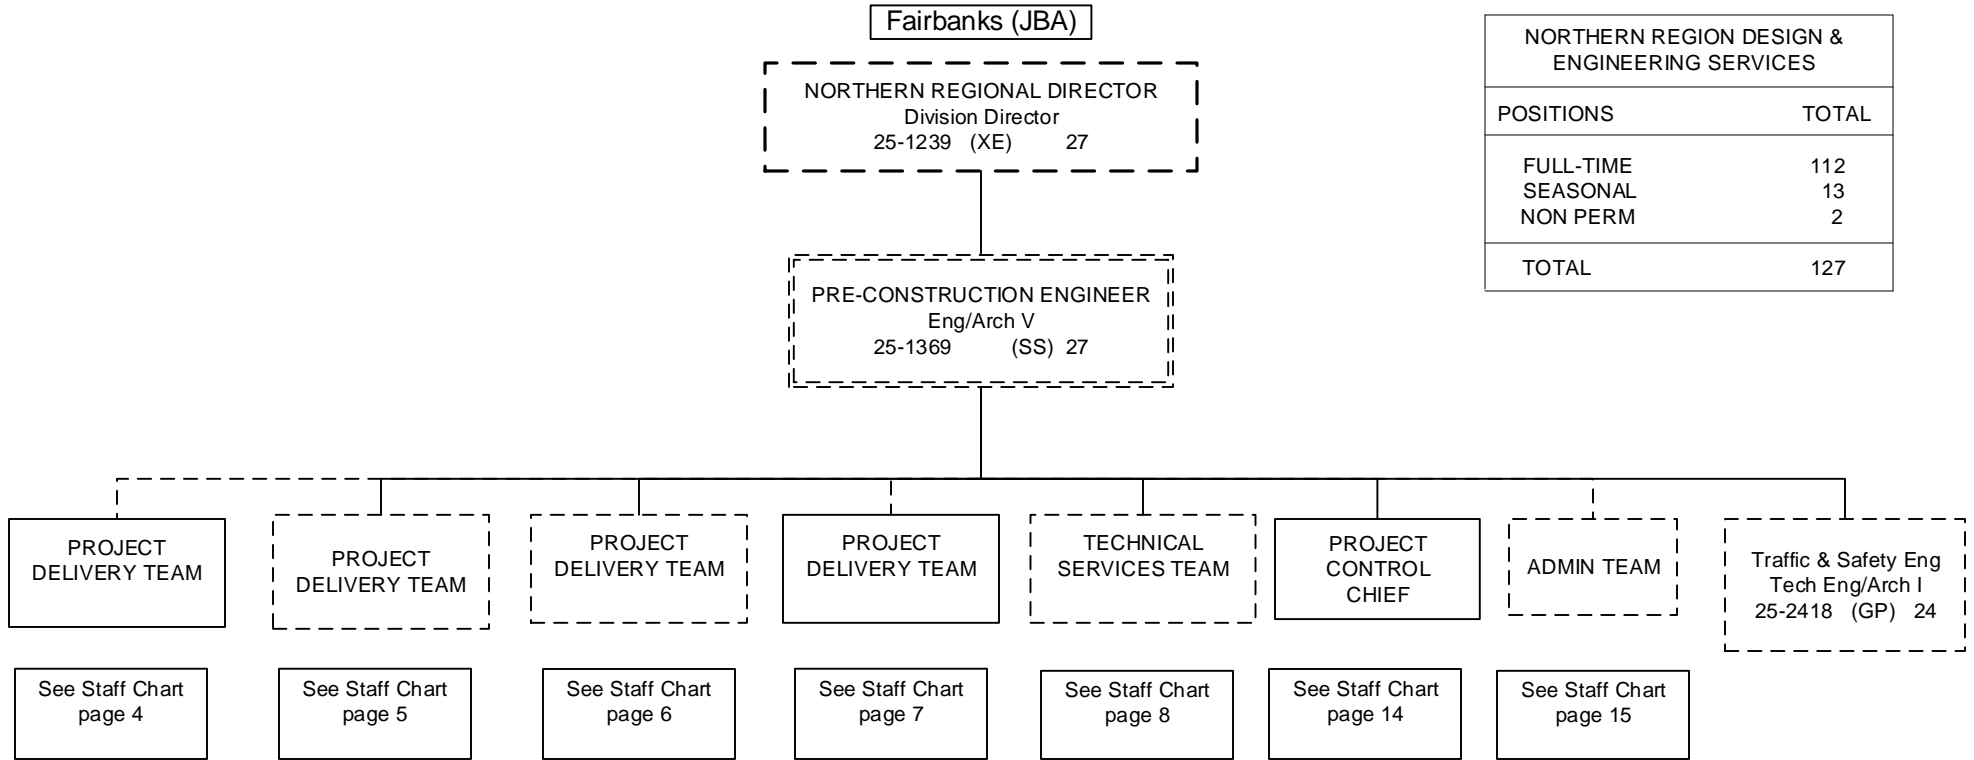 Fairbanks (JBA)
NORTHERN REGIONAL DIRECTOR
Division Director
25-1239 (XE) 27
NORTHERN REGION DESIGN &
ENGINEERING SERVICES
POSITIONS TOTAL
FULL-TIME 112
SEASONAL 13
NON PERM 2
TOTAL 127
PRE-CONSTRUCTION ENGINEER
Eng/Arch V
25-1369 (SS) 27
PROJECT
DELIVERY TEAM
PROJECT
DELIVERY TEAM
PROJECT
DELIVERY TEAM
PROJECT
DELIVERY TEAM
TECHNICAL
SERVICES TEAM
PROJECT
CONTROL
CHIEF
ADMIN TEAM
Traffic & Safety Eng
Tech Eng/Arch I
25-2418 (GP) 24
See Staff Chart
page 4
See Staff Chart
page 5
See Staff Chart
page 6
See Staff Chart
page 7
See Staff Chart
page 8
See Staff Chart
page 14
See Staff Chart
page 15